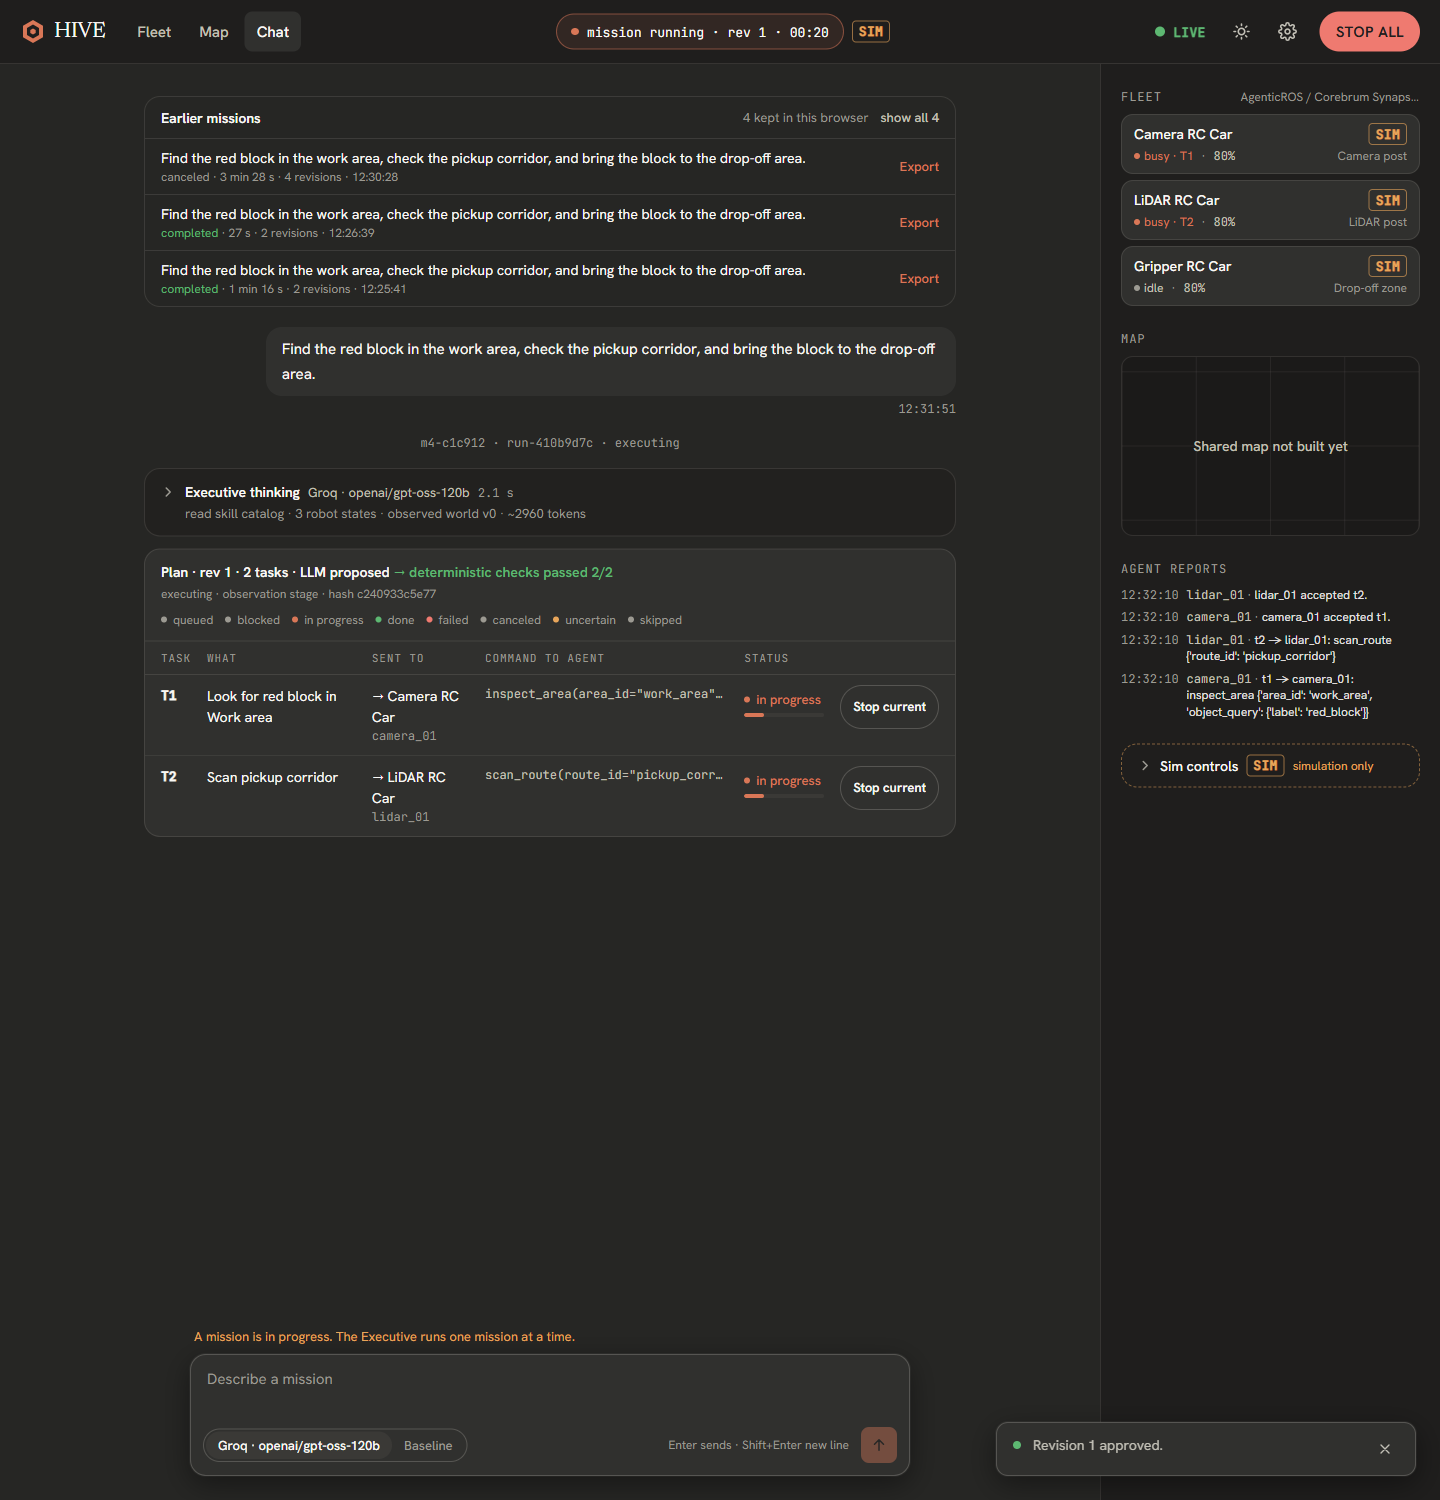 HIVE Fleet Map Chat
mission running · rev 1 · 00:20 SIM
LIVE STOP ALL
Earlier missions 4 kept in this browser show all 4
Find the red block in the work area, check the pickup corridor, and bring the block to the drop-off area.
canceled · 3 min 28 s · 4 revisions · 12:30:28
Export
Find the red block in the work area, check the pickup corridor, and bring the block to the drop-off area.
completed · 27 s · 2 revisions · 12:26:39
Export
Find the red block in the work area, check the pickup corridor, and bring the block to the drop-off area.
completed · 1 min 16 s · 2 revisions · 12:25:41
Export
Find the red block in the work area, check the pickup corridor, and bring the block to the drop-off
area.
12:31:51
m4-c1c912 · run-410b9d7c · executing
Executive thinking Groq · openai/gpt-oss-120b 2.1 s
read skill catalog · 3 robot states · observed world v0 · ~2960 tokens
Plan · rev 1 · 2 tasks · LLM proposed → deterministic checks passed 2/2
executing · observation stage · hash c240933c5e77
queued blocked in progress done failed canceled uncertain skipped
TASK WHAT SENT TO COMMAND TO AGENT STATUS
T1 Look for red block in → Camera RC inspect_area(area_id="work_area"… in progress Stop current
Work area Car
camera_01
T2 Scan pickup corridor → LiDAR RC scan_route(route_id="pickup_corr… in progress Stop current
Car
lidar_01
A mission is in progress. The Executive runs one mission at a time.
Describe a mission
Groq · openai/gpt-oss-120b Baseline Enter sends · Shift+Enter new line
FLEET AgenticROS / Corebrum Synaps…
Camera RC Car SIM
busy · T1 · 80% Camera post
LiDAR RC Car SIM
busy · T2 · 80% LiDAR post
Gripper RC Car SIM
idle · 80% Drop-off zone
MAP
Shared map not built yet
AGENT REPORTS
12:32:10 lidar_01 · lidar_01 accepted t2.
12:32:10 camera_01 · camera_01 accepted t1.
12:32:10 lidar_01 · t2 → lidar_01: scan_route
{'route_id': 'pickup_corridor'}
12:32:10 camera_01 · t1 → camera_01:
inspect_area {'area_id': 'work_area',
'object_query': {'label': 'red_block'}}
Sim controls SIM simulation only
Revision 1 approved.